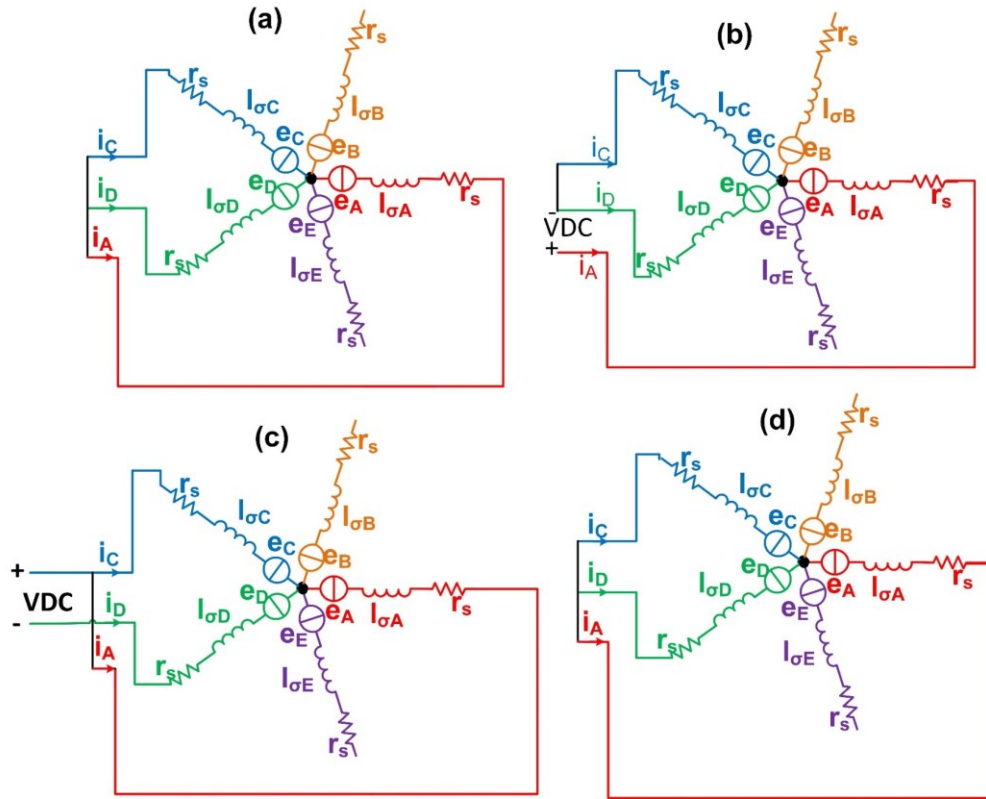 (a)
rs
rs
lσC
lσB
eC
eB
iC
eD
iD
lσD
eA
lσA
rs
iA
eE
rs
lσE
rs
(b)
rs
rs
lσC
lσB
eC
eB
iC
eD
iD
lσD
eA
lσA
rs
-
VDC
+
eE
iA
rs
lσE
rs
(c)
rs
rs
lσC
lσB
iC
eC
eB
+
VDC
eD
iD
lσD
eA
lσA
rs
-
iA
eE
rs
lσE
rs
(d)
rs
rs
lσC
lσB
iC
eC
eB
eD
iD
lσD
eA
lσA
rs
iA
eE
rs
lσE
rs